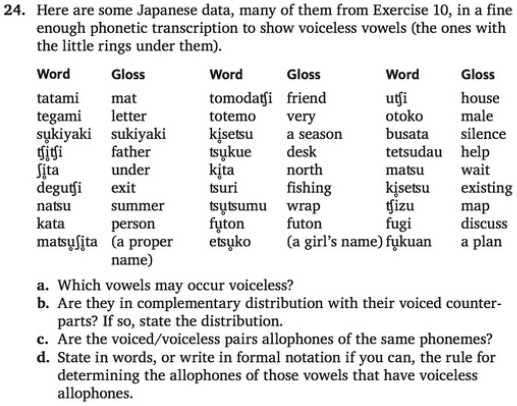 24. Here are some Japanese data, many of them from Exercise 10, in a fine
enough phonetic transcription to show voiceless vowels (the ones with
the little rings under them).
Word Gloss Word Gloss Word Gloss
tatami mat tomodaʧi friend uʧi house
tegami letter totemo very otoko male
su̥kiyaki sukiyaki ki̥setsu a season busata silence
ʧi̥ʧi father tsu̥kue desk tetsudau help
ʃi̥ta under ki̥ta north matsu wait
deguʧi exit tsuri fishing ki̥setsu existing
natsu summer tsu̥tsumu wrap ʧizu map
kata person fu̥ton futon fugi discuss
matsu̥ʃi̥ta (a proper etsu̥ko (a girl's name) fu̥kuan a plan
name)
a. Which vowels may occur voiceless?
b. Are they in complementary distribution with their voiced counter-
parts? If so, state the distribution.
c. Are the voiced/voiceless pairs allophones of the same phonemes?
d. State in words, or write in formal notation if you can, the rule for
determining the allophones of those vowels that have voiceless
allophones.